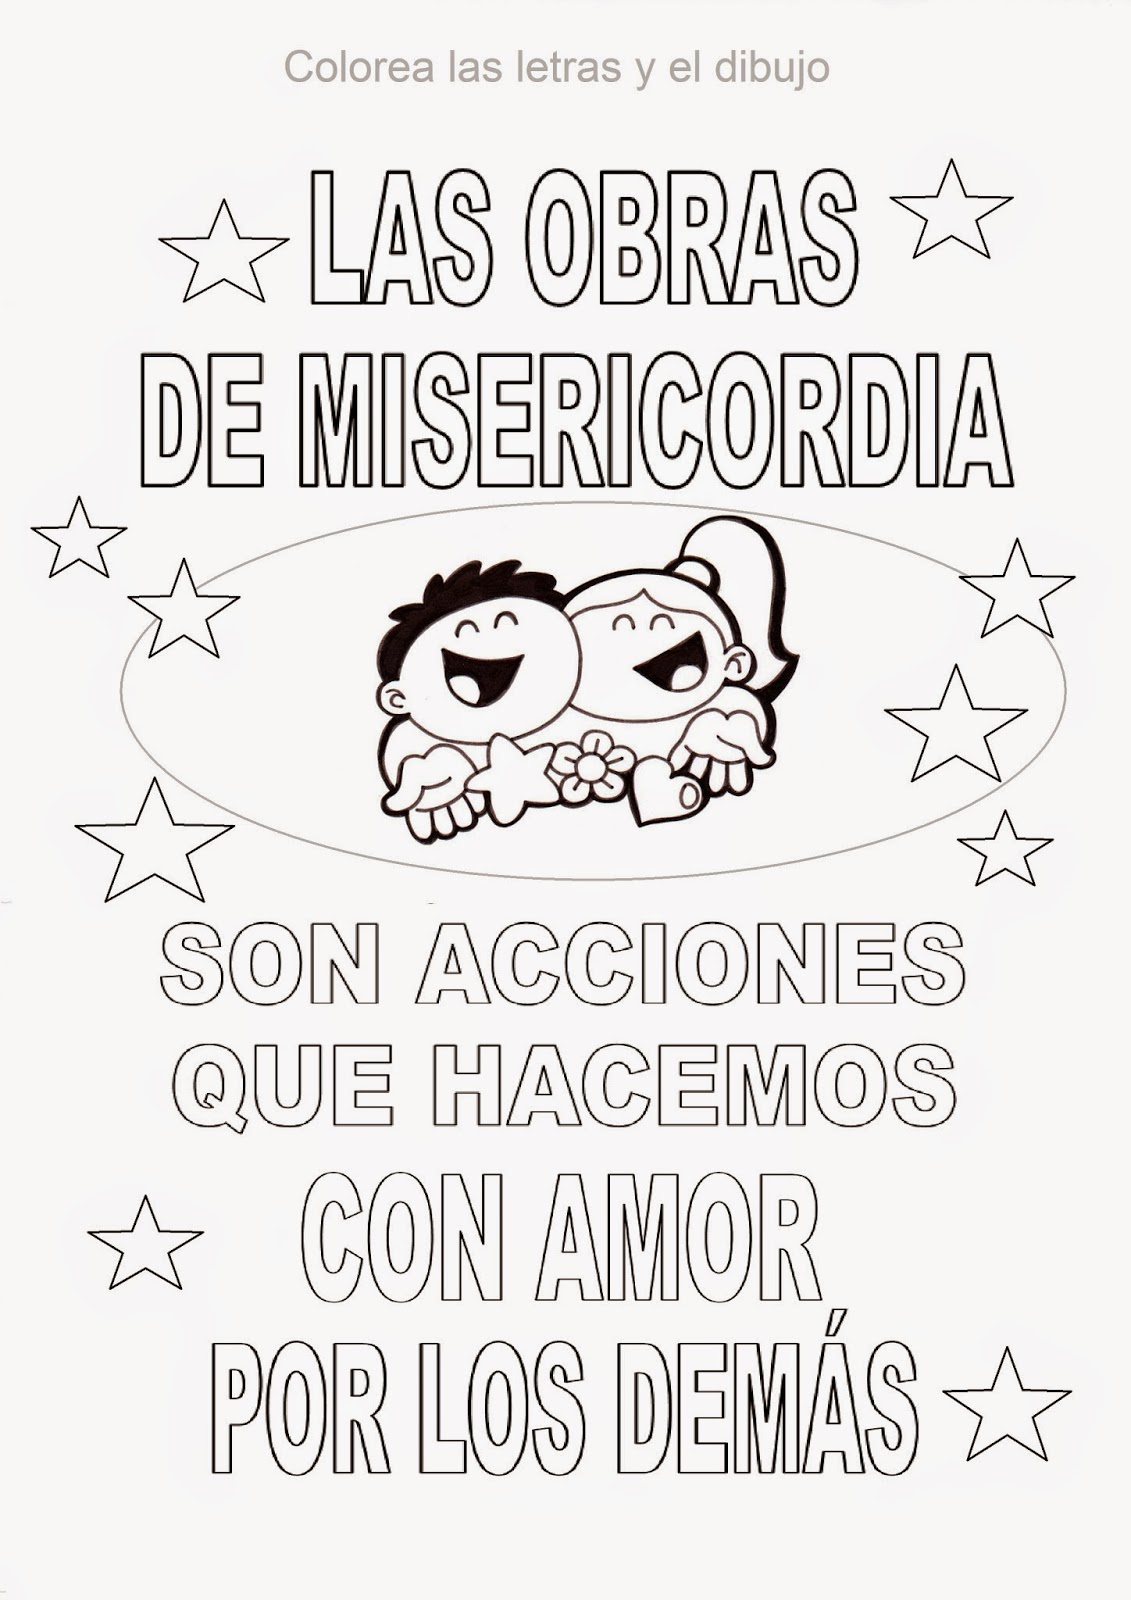 Colorea las letras y el dibujo
LAS OBRAS
DE MISERICORDIA
SON ACCIONES
QUE HACEMOS
CON AMOR
POR LOS DEMÁS